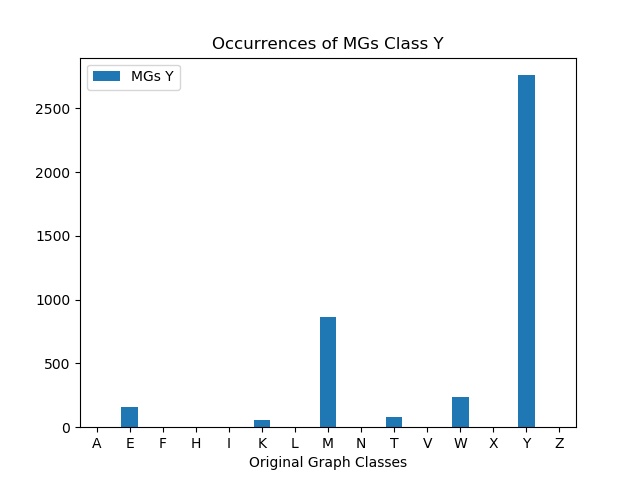 Occurrences of MGs Class Y
MGs Y
2500
2000
1500
1000
500
0
A E F H I K L M N T V W X Y Z
Original Graph Classes